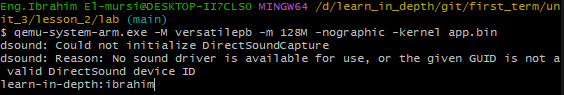 Eng.Ibrahim El-mursi@DESKTOP-II7CLSO MINGW64 /d/learn_in_depth/git/first_term/un
it_3/lesson_2/lab (main)
$ qemu-system-arm.exe -M versatilepb -m 128M -nographic -kernel app.bin
dsound: Could not initialize DirectSoundCapture
dsound: Reason: No sound driver is available for use, or the given GUID is not a
 valid DirectSound device ID
learn-in-depth:ibrahim